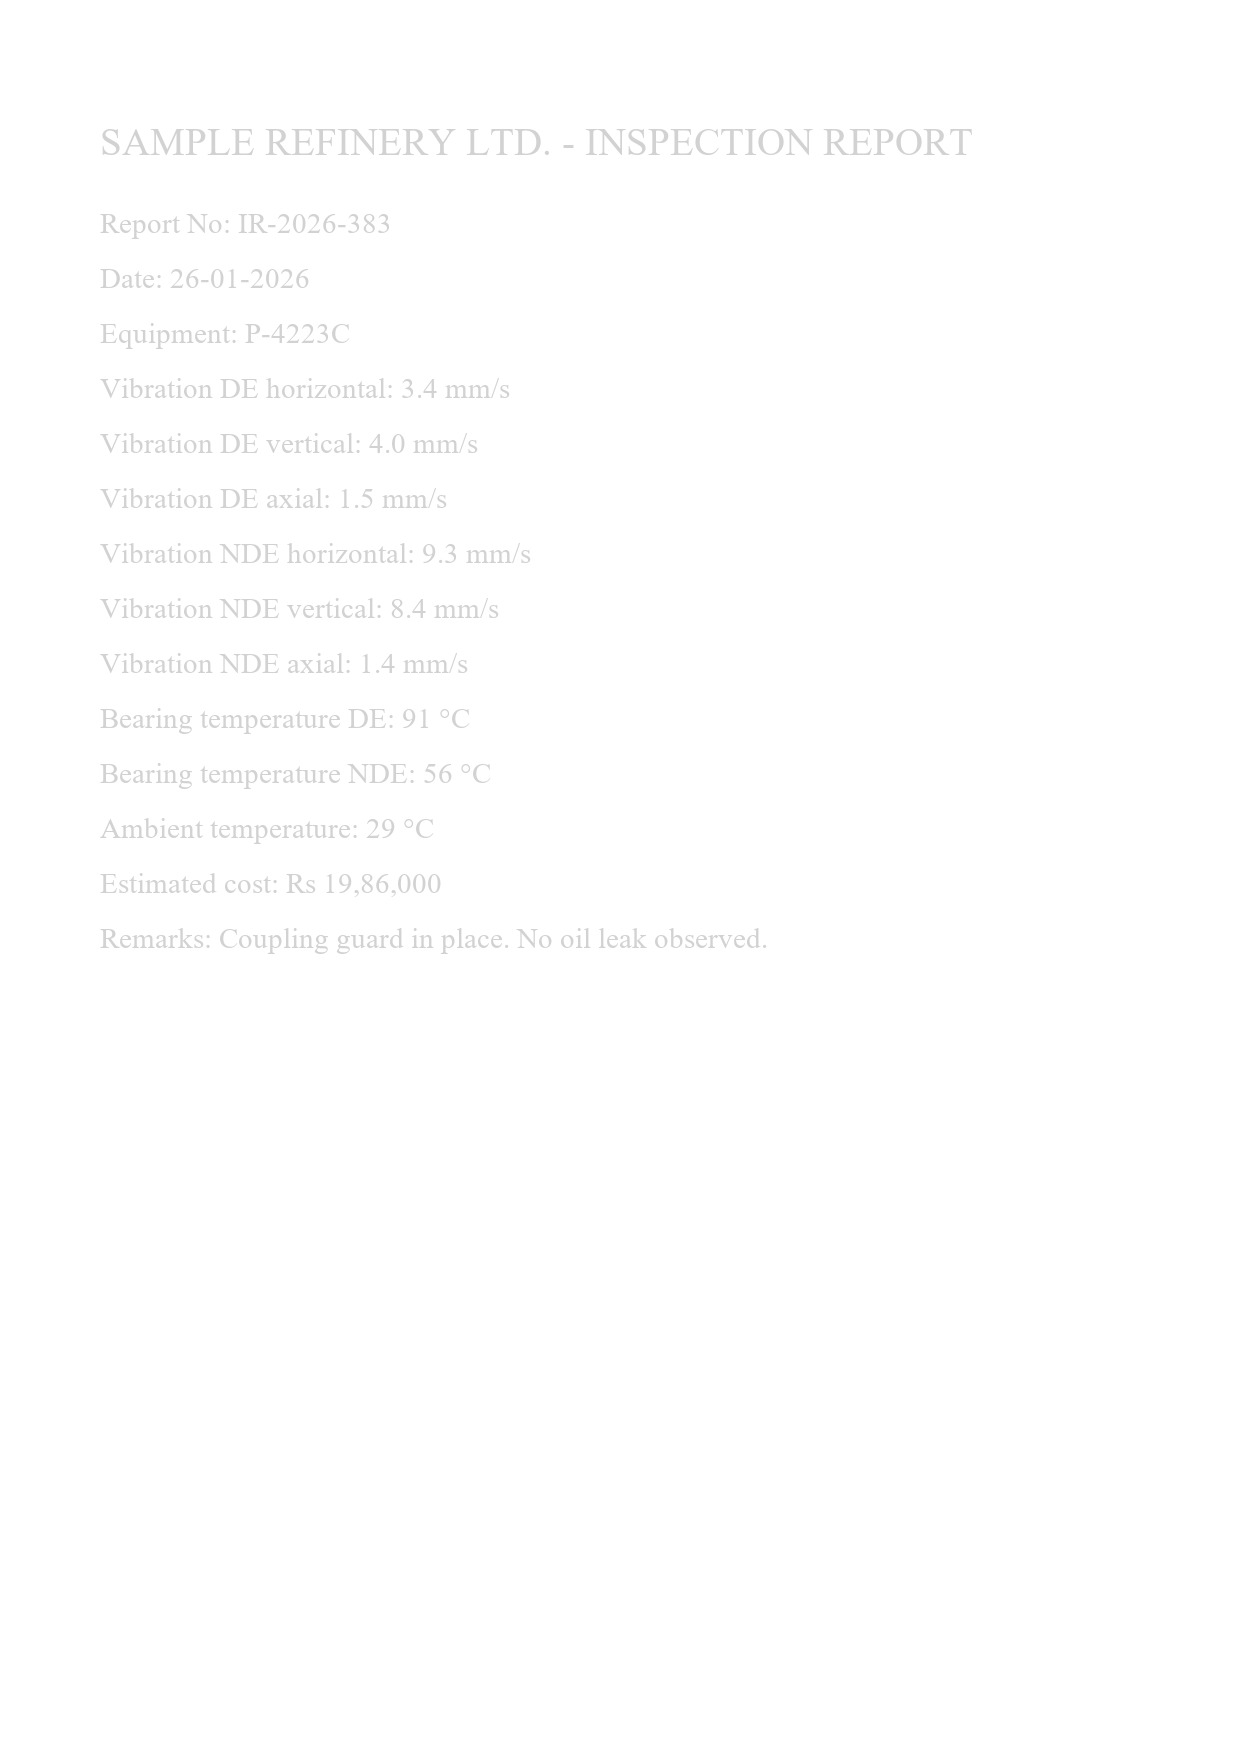 SAMPLE REFINERY LTD. - INSPECTION REPORT
Report No: IR-2026-383
Date: 26-01-2026
Equipment: P-4223C
Vibration DE horizontal: 3.4 mm/s
Vibration DE vertical: 4.0 mm/s
Vibration DE axial: 1.5 mm/s
Vibration NDE horizontal: 9.3 mm/s
Vibration NDE vertical: 8.4 mm/s
Vibration NDE axial: 1.4 mm/s
Bearing temperature DE: 91 °C
Bearing temperature NDE: 56 °C
Ambient temperature: 29 °C
Estimated cost: Rs 19,86,000
Remarks: Coupling guard in place. No oil leak observed.